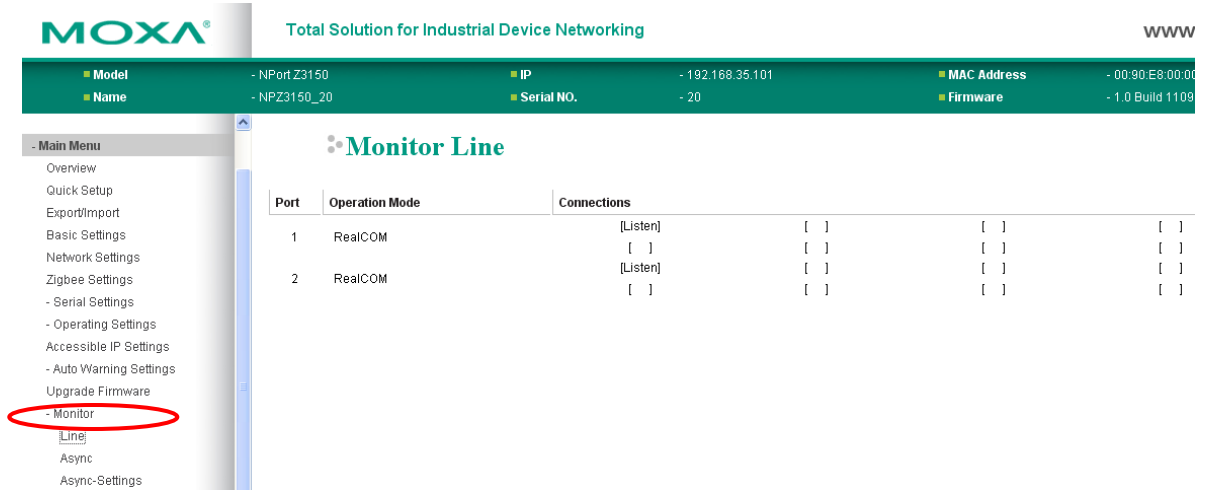 MOXA®
Total Solution for Industrial Device Networking
www
Model - NPort Z3150 IP - 192.168.35.101 MAC Address - 00:90:E8:00:00
Name - NPZ3150_20 Serial NO. - 20 Firmware - 1.0 Build 1109
- Main Menu
Overview
Quick Setup
Export/Import
Basic Settings
Network Settings
Zigbee Settings
- Serial Settings
- Operating Settings
Accessible IP Settings
- Auto Warning Settings
Upgrade Firmware
- Monitor
Line
Async
Async-Settings
Monitor Line
Port Operation Mode Connections
1 RealCOM [Listen] [ ] [ ] [ ]
[ ] [ ] [ ] [ ]
2 RealCOM [Listen] [ ] [ ] [ ]
[ ] [ ] [ ] [ ]